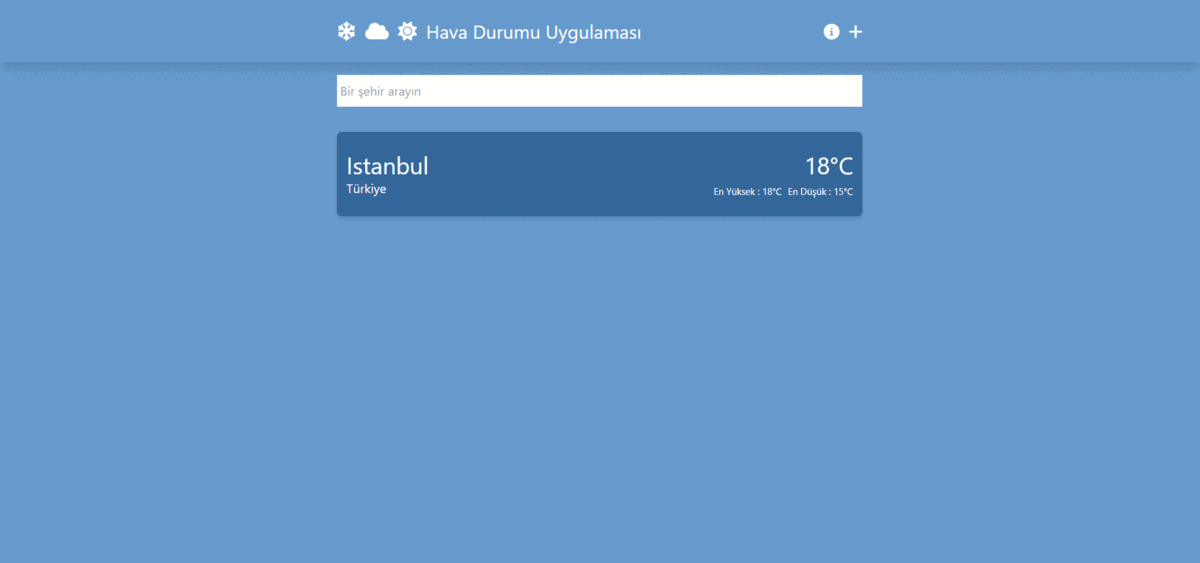 Hava Durumu Uygulaması
Bir şehir arayın
Istanbul 18°C
Türkiye En Yüksek : 18°C En Düşük : 15°C